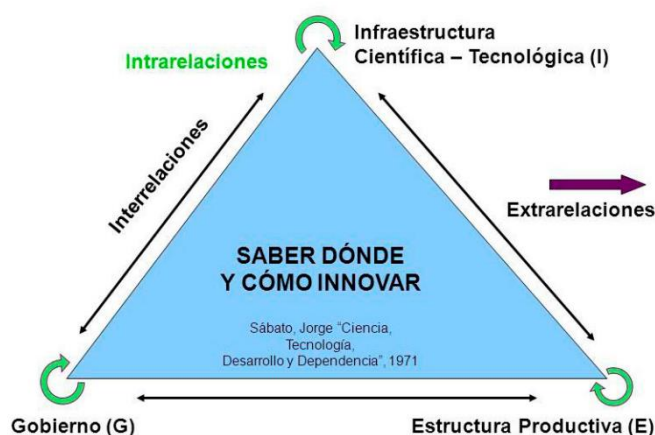 Infraestructura
Científica – Tecnológica (I)
Intrarelaciones
Interrelaciones
Extrarelaciones
SABER DÓNDE
Y CÓMO INNOVAR
Sábato, Jorge “Ciencia,
Tecnología,
Desarrollo y Dependencia”, 1971
Gobierno (G)
Estructura Productiva (E)